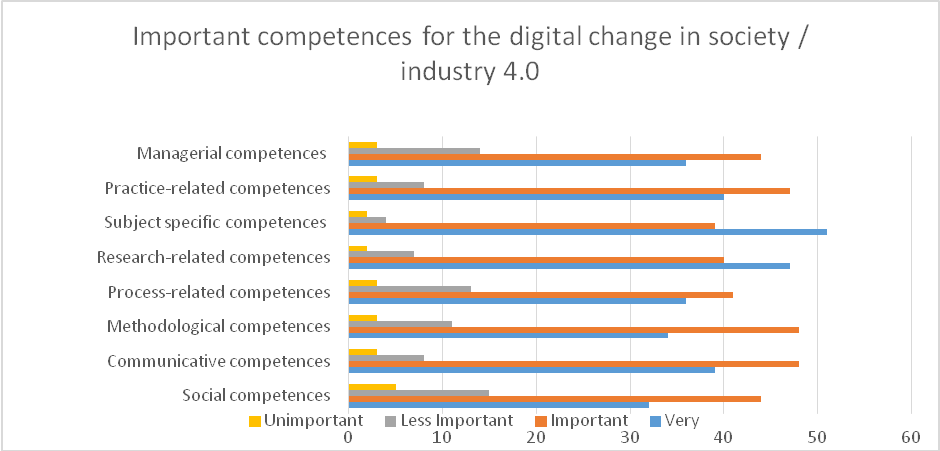 Important competences for the digital change in society /
industry 4.0
Managerial competences
Practice-related competences
Subject specific competences
Research-related competences
Process-related competences
Methodological competences
Communicative competences
Social competences
Unimportant Less Important Important Very
0 10 20 30 40 50 60